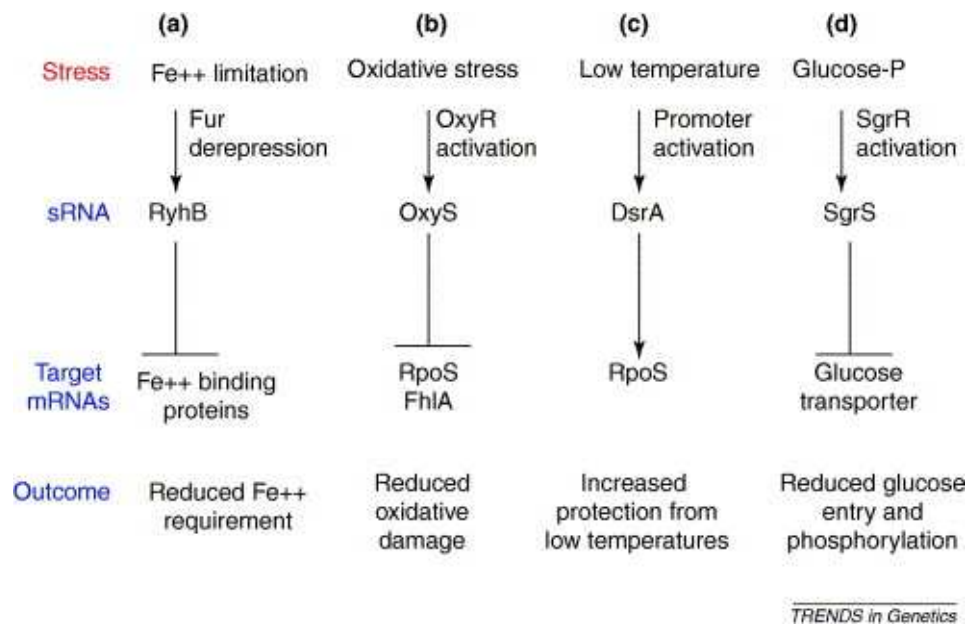 (a) (b) (c) (d)
Stress Fe++ limitation Oxidative stress Low temperature Glucose-P
Fur OxyR Promoter SgrR
derepression activation activation activation
sRNA RyhB OxyS DsrA SgrS
Target Fe++ binding RpoS RpoS Glucose
mRNAs proteins FhlA transporter
Outcome Reduced Fe++ Reduced Increased Reduced glucose
requirement oxidative protection from entry and
damage low temperatures phosphorylation
TRENDS in Genetics